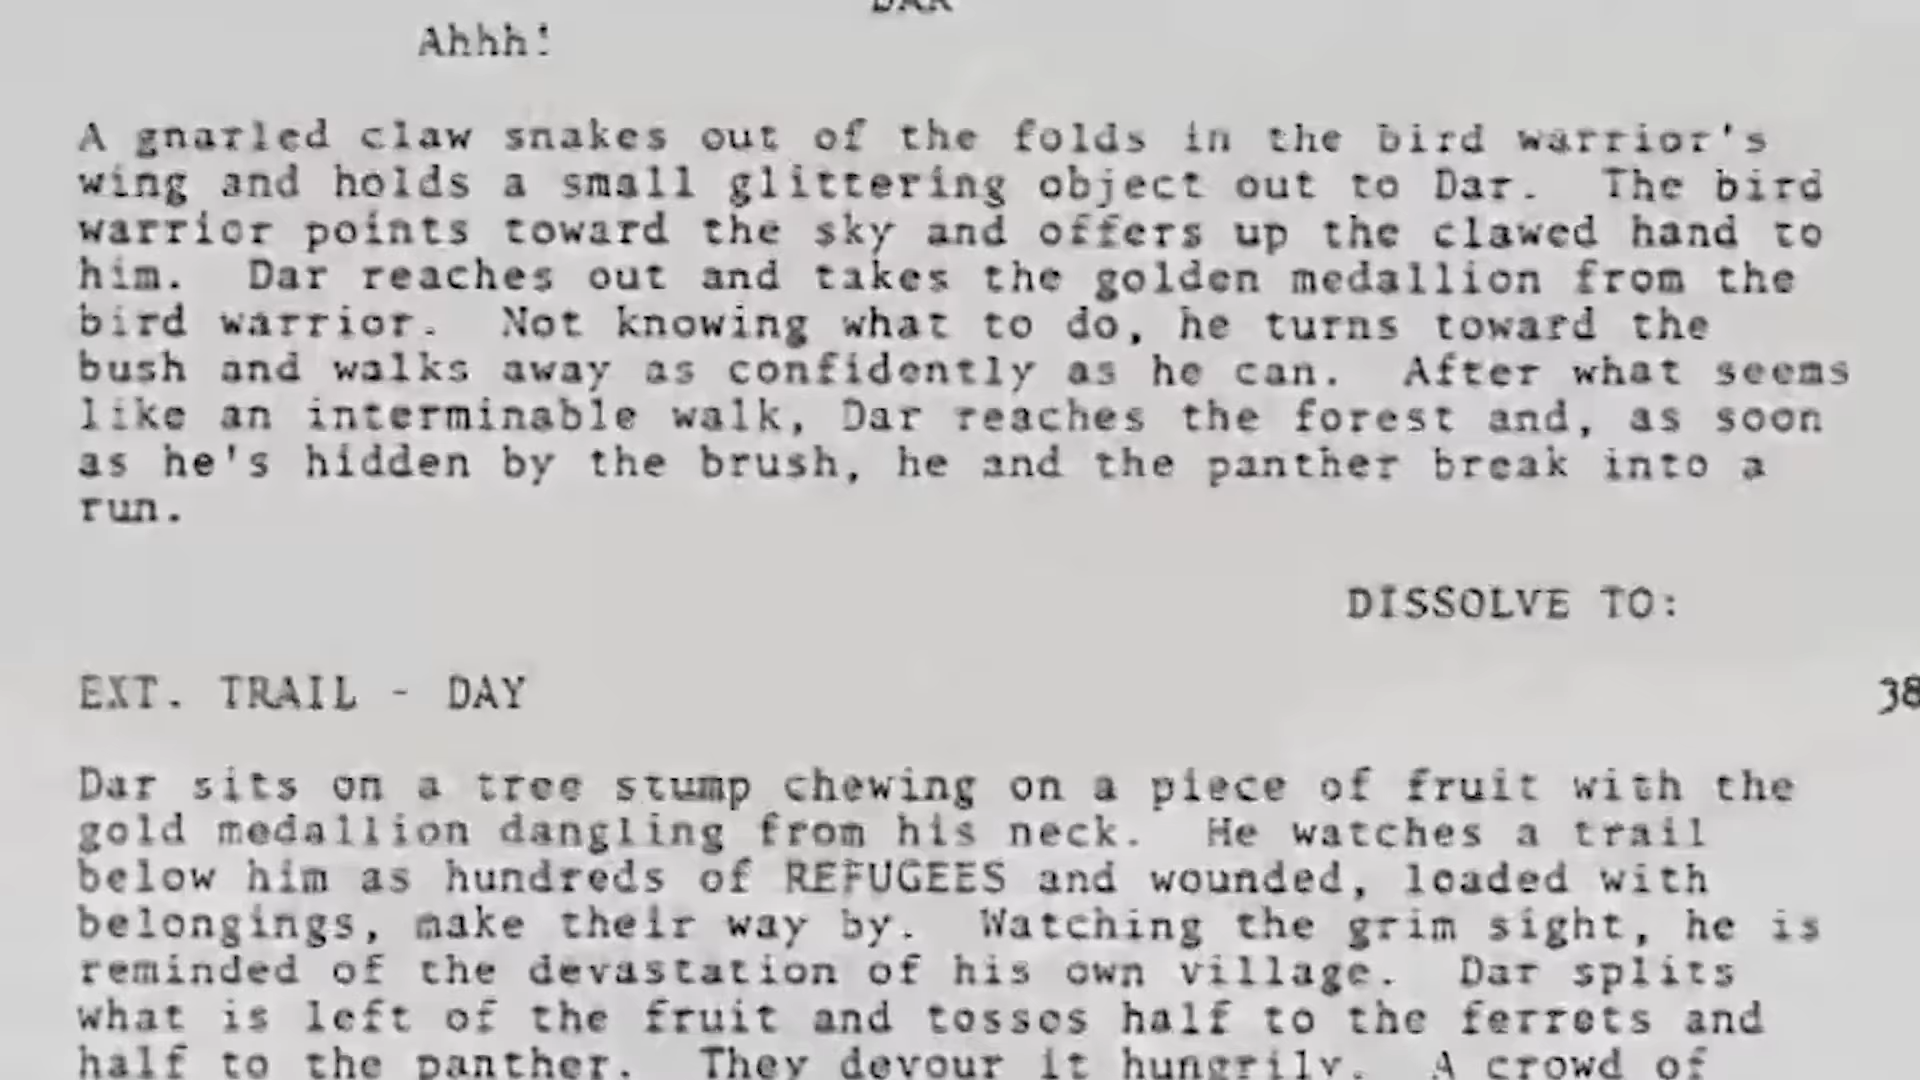 DAR
Ahhh!
A gnarled claw snakes out of the folds in the bird warrior's
wing and holds a small glittering object out to Dar. The bird
warrior points toward the sky and offers up the clawed hand to
him. Dar reaches out and takes the golden medallion from the
bird warrior. Not knowing what to do, he turns toward the
bush and walks away as confidently as he can. After what seems
like an interminable walk, Dar reaches the forest and, as soon
as he's hidden by the brush, he and the panther break into a
run.
DISSOLVE TO:
EXT. TRAIL - DAY 38
Dar sits on a tree stump chewing on a piece of fruit with the
gold medallion dangling from his neck. He watches a trail
below him as hundreds of REFUGEES and wounded, loaded with
belongings, make their way by. Watching the grim sight, he is
reminded of the devastation of his own village. Dar splits
what is left of the fruit and tosses half to the ferrets and
half to the panther. They devour it hungrily. A crowd of